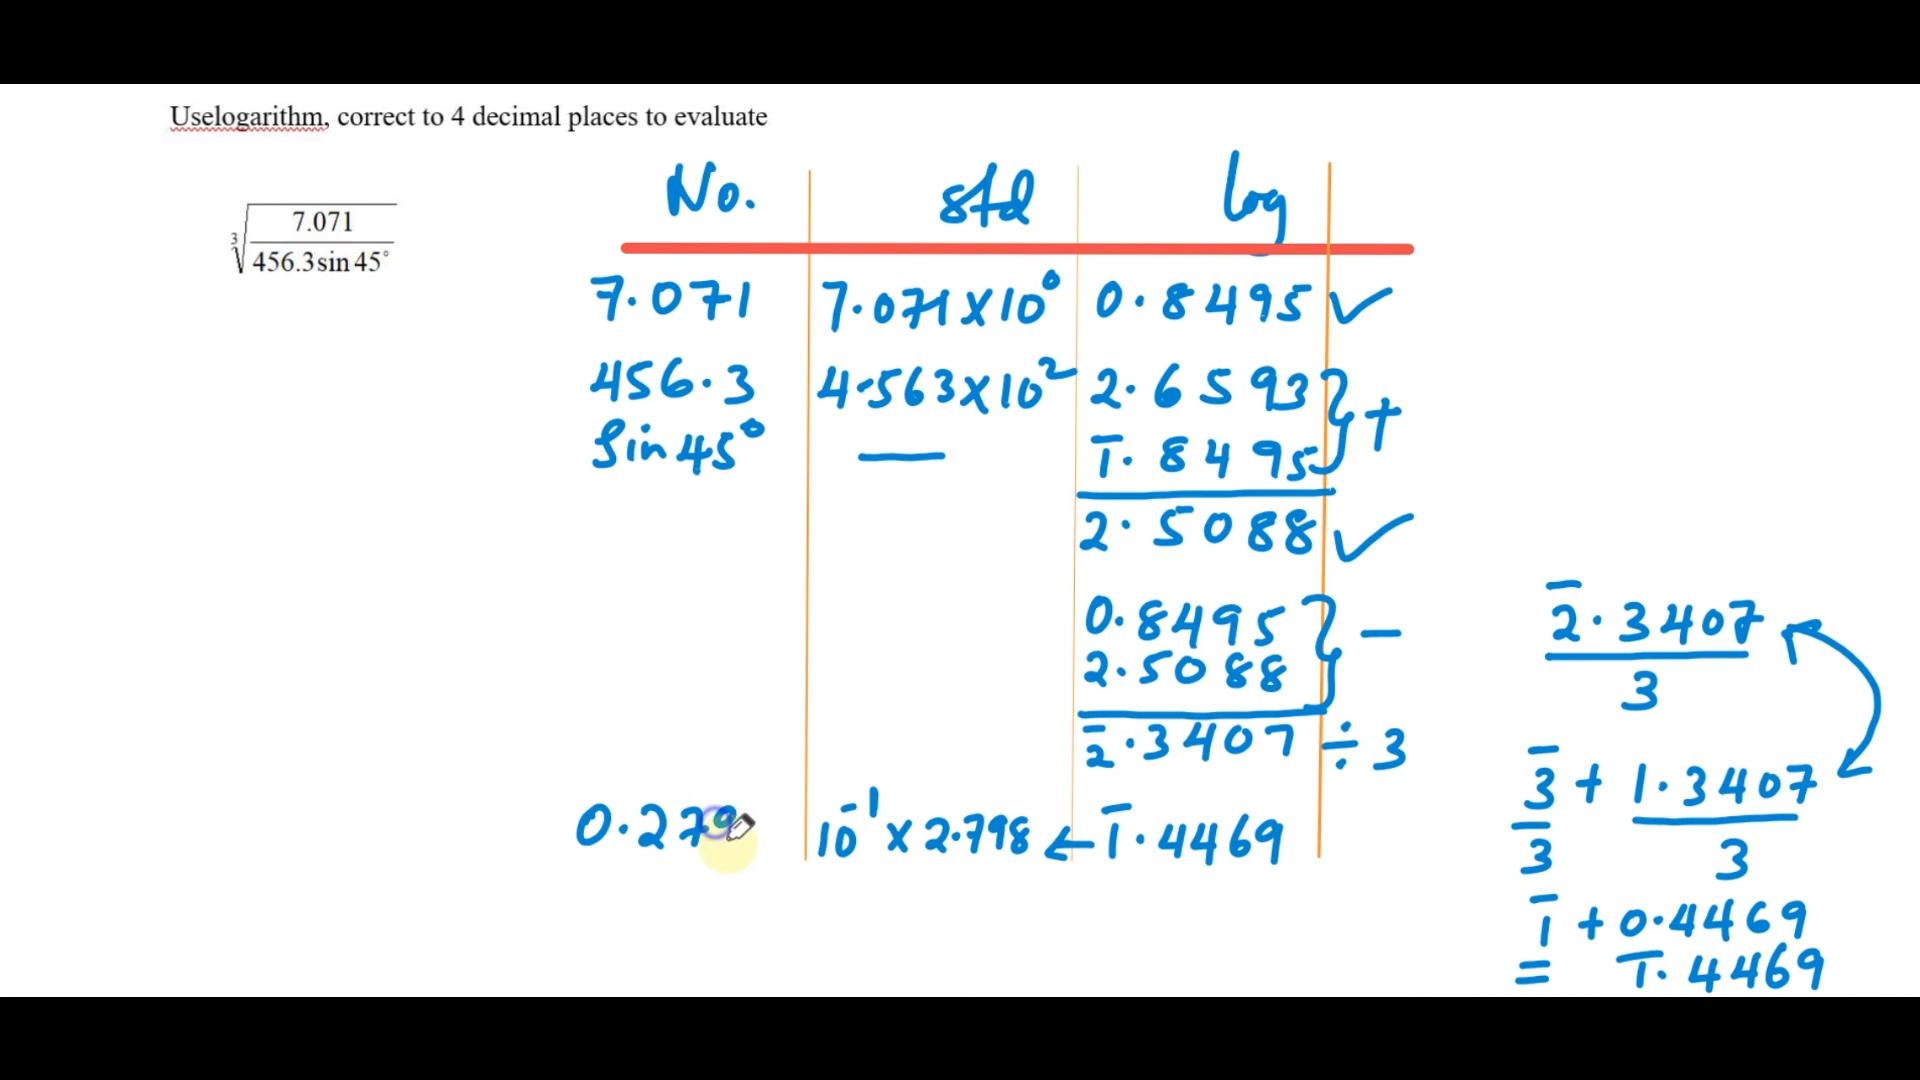 Uselogarithm, correct to 4 decimal places to evaluate
∛(7.071 / 456.3 sin 45°)
No. std log
7.071 7.071 × 10⁰ 0.8495 ✓
456.3 4.563 × 10² 2.6593 } +
Sin 45° — 1̅.8495
2.5088 ✓
0.8495 } −
2.5088
2̅.3407 ÷ 3
0.279 10⁻¹ × 2.798 ← 1̅.4469
2̅.3407
3
3̅ + 1.3407
3 3
1̅ + 0.4469
= 1̅.4469